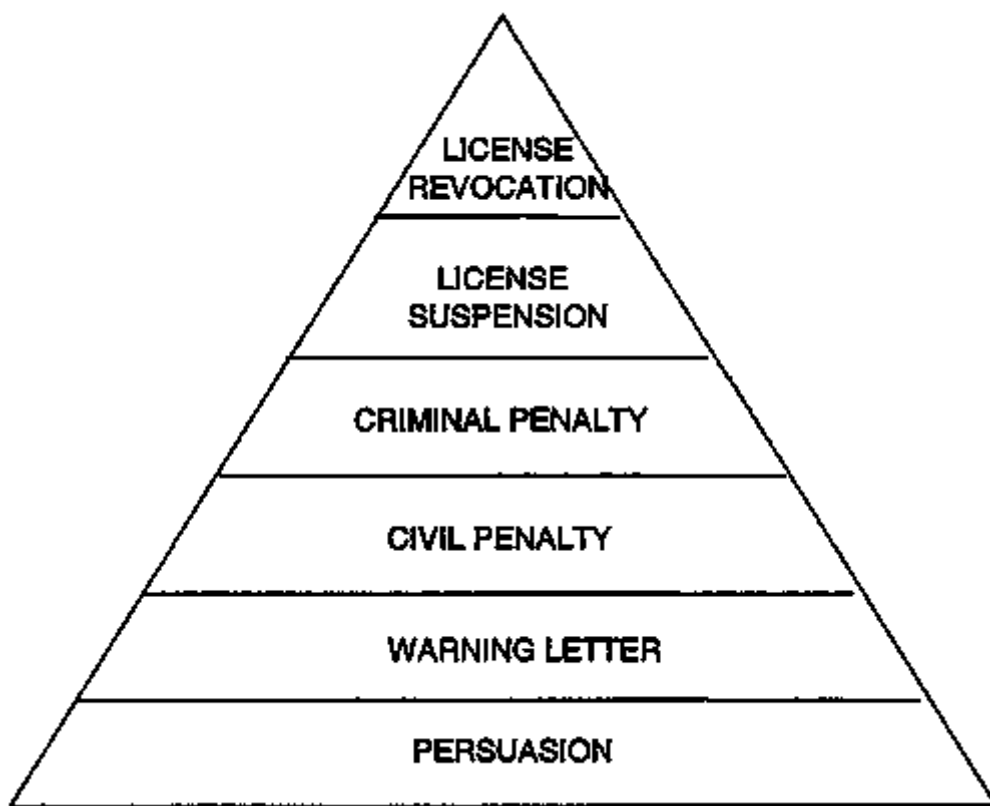 LICENSE
REVOCATION
LICENSE
SUSPENSION
CRIMINAL PENALTY
CIVIL PENALTY
WARNING LETTER
PERSUASION